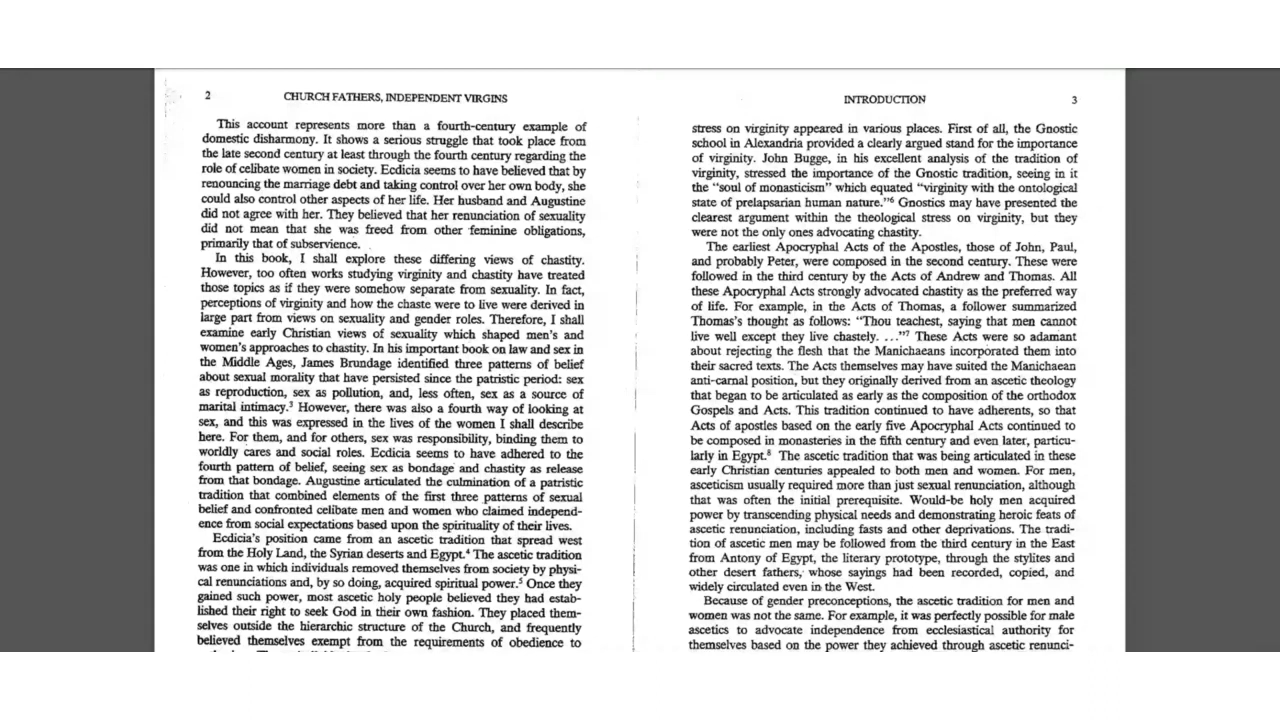 2 CHURCH FATHERS, INDEPENDENT VIRGINS
This account represents more than a fourth-century example of
domestic disharmony. It shows a serious struggle that took place from
the late second century at least through the fourth century regarding the
role of celibate women in society. Ecdicia seems to have believed that by
renouncing the marriage debt and taking control over her own body, she
could also control other aspects of her life. Her husband and Augustine
did not agree with her. They believed that her renunciation of sexuality
did not mean that she was freed from other feminine obligations,
primarily that of subservience.
In this book, I shall explore these differing views of chastity.
However, too often works studying virginity and chastity have treated
those topics as if they were somehow separate from sexuality. In fact,
perceptions of virginity and how the chaste were to live were derived in
large part from views on sexuality and gender roles. Therefore, I shall
examine early Christian views of sexuality which shaped men's and
women's approaches to chastity. In his important book on law and sex in
the Middle Ages, James Brundage identified three patterns of belief
about sexual morality that have persisted since the patristic period: sex
as reproduction, sex as pollution, and, less often, sex as a source of
marital intimacy.³ However, there was also a fourth way of looking at
sex, and this was expressed in the lives of the women I shall describe
here. For them, and for others, sex was responsibility, binding them to
worldly cares and social roles. Ecdicia seems to have adhered to the
fourth pattern of belief, seeing sex as bondage and chastity as release
from that bondage. Augustine articulated the culmination of a patristic
tradition that combined elements of the first three patterns of sexual
belief and confronted celibate men and women who claimed independ-
ence from social expectations based upon the spirituality of their lives.
Ecdicia's position came from an ascetic tradition that spread west
from the Holy Land, the Syrian deserts and Egypt.⁴ The ascetic tradition
was one in which individuals removed themselves from society by physi-
cal renunciations and, by so doing, acquired spiritual power.⁵ Once they
gained such power, most ascetic holy people believed they had estab-
lished their right to seek God in their own fashion. They placed them-
selves outside the hierarchic structure of the Church, and frequently
believed themselves exempt from the requirements of obedience to
INTRODUCTION 3
stress on virginity appeared in various places. First of all, the Gnostic
school in Alexandria provided a clearly argued stand for the importance
of virginity. John Bugge, in his excellent analysis of the tradition of
virginity, stressed the importance of the Gnostic tradition, seeing in it
the "soul of monasticism" which equated "virginity with the ontological
state of prelapsarian human nature."⁶ Gnostics may have presented the
clearest argument within the theological stress on virginity, but they
were not the only ones advocating chastity.
The earliest Apocryphal Acts of the Apostles, those of John, Paul,
and probably Peter, were composed in the second century. These were
followed in the third century by the Acts of Andrew and Thomas. All
these Apocryphal Acts strongly advocated chastity as the preferred way
of life. For example, in the Acts of Thomas, a follower summarized
Thomas's thought as follows: "Thou teachest, saying that men cannot
live well except they live chastely. ..."⁷ These Acts were so adamant
about rejecting the flesh that the Manichaeans incorporated them into
their sacred texts. The Acts themselves may have suited the Manichaean
anti-carnal position, but they originally derived from an ascetic theology
that began to be articulated as early as the composition of the orthodox
Gospels and Acts. This tradition continued to have adherents, so that
Acts of apostles based on the early five Apocryphal Acts continued to
be composed in monasteries in the fifth century and even later, particu-
larly in Egypt.⁸ The ascetic tradition that was being articulated in these
early Christian centuries appealed to both men and women. For men,
asceticism usually required more than just sexual renunciation, although
that was often the initial prerequisite. Would-be holy men acquired
power by transcending physical needs and demonstrating heroic feats of
ascetic renunciation, including fasts and other deprivations. The tradi-
tion of ascetic men may be followed from the third century in the East
from Antony of Egypt, the literary prototype, through the stylites and
other desert fathers, whose sayings had been recorded, copied, and
widely circulated even in the West.
Because of gender preconceptions, the ascetic tradition for men and
women was not the same. For example, it was perfectly possible for male
ascetics to advocate independence from ecclesiastical authority for
themselves based on the power they achieved through ascetic renunci-